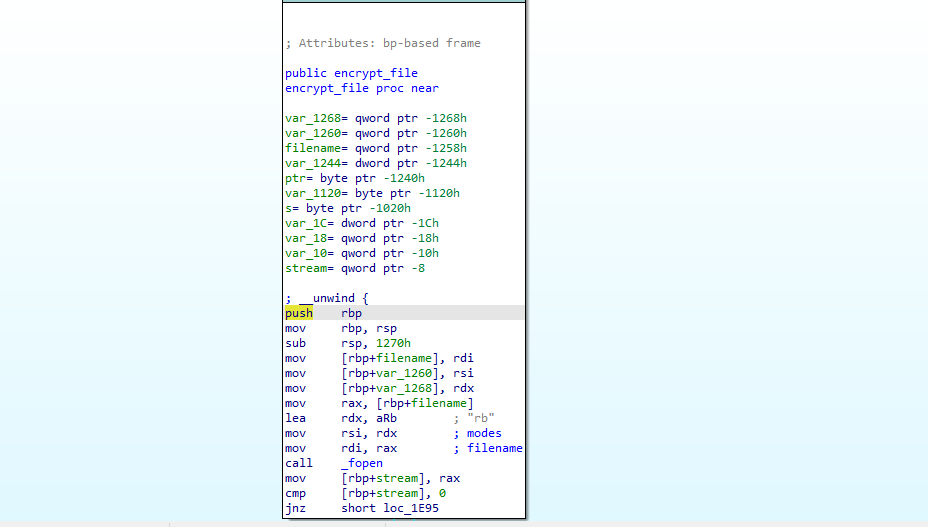 ; Attributes: bp-based frame
public encrypt_file
encrypt_file proc near
var_1268= qword ptr -1268h
var_1260= qword ptr -1260h
filename= qword ptr -1258h
var_1244= dword ptr -1244h
ptr= byte ptr -1240h
var_1120= byte ptr -1120h
s= byte ptr -1020h
var_1C= dword ptr -1Ch
var_18= qword ptr -18h
var_10= qword ptr -10h
stream= qword ptr -8
; __unwind {
push rbp
mov rbp, rsp
sub rsp, 1270h
mov [rbp+filename], rdi
mov [rbp+var_1260], rsi
mov [rbp+var_1268], rdx
mov rax, [rbp+filename]
lea rdx, aRb ; "rb"
mov rsi, rdx ; modes
mov rdi, rax ; filename
call _fopen
mov [rbp+stream], rax
cmp [rbp+stream], 0
jnz short loc_1E95